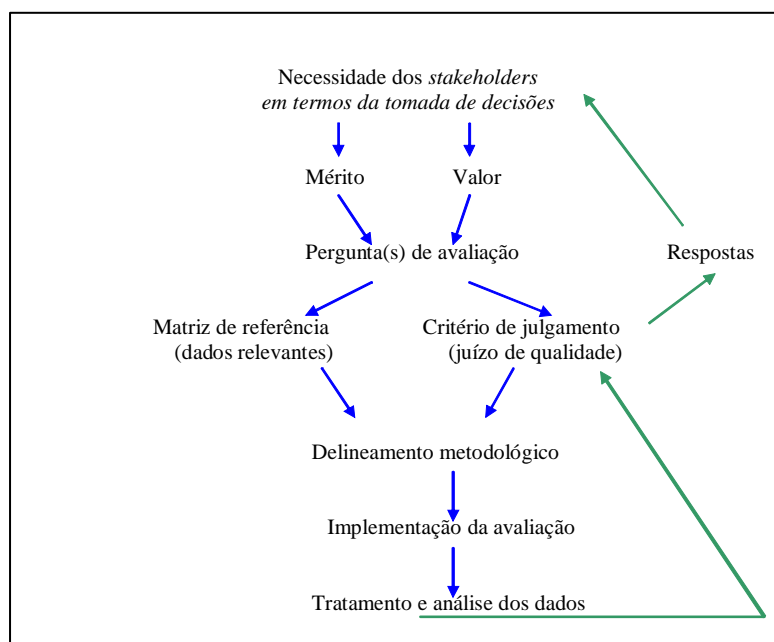 Necessidade dos stakeholders
em termos da tomada de decisões
Mérito
Valor
Pergunta(s) de avaliação
Respostas
Matriz de referência
(dados relevantes)
Critério de julgamento
(juízo de qualidade)
Delineamento metodológico
Implementação da avaliação
Tratamento e análise dos dados